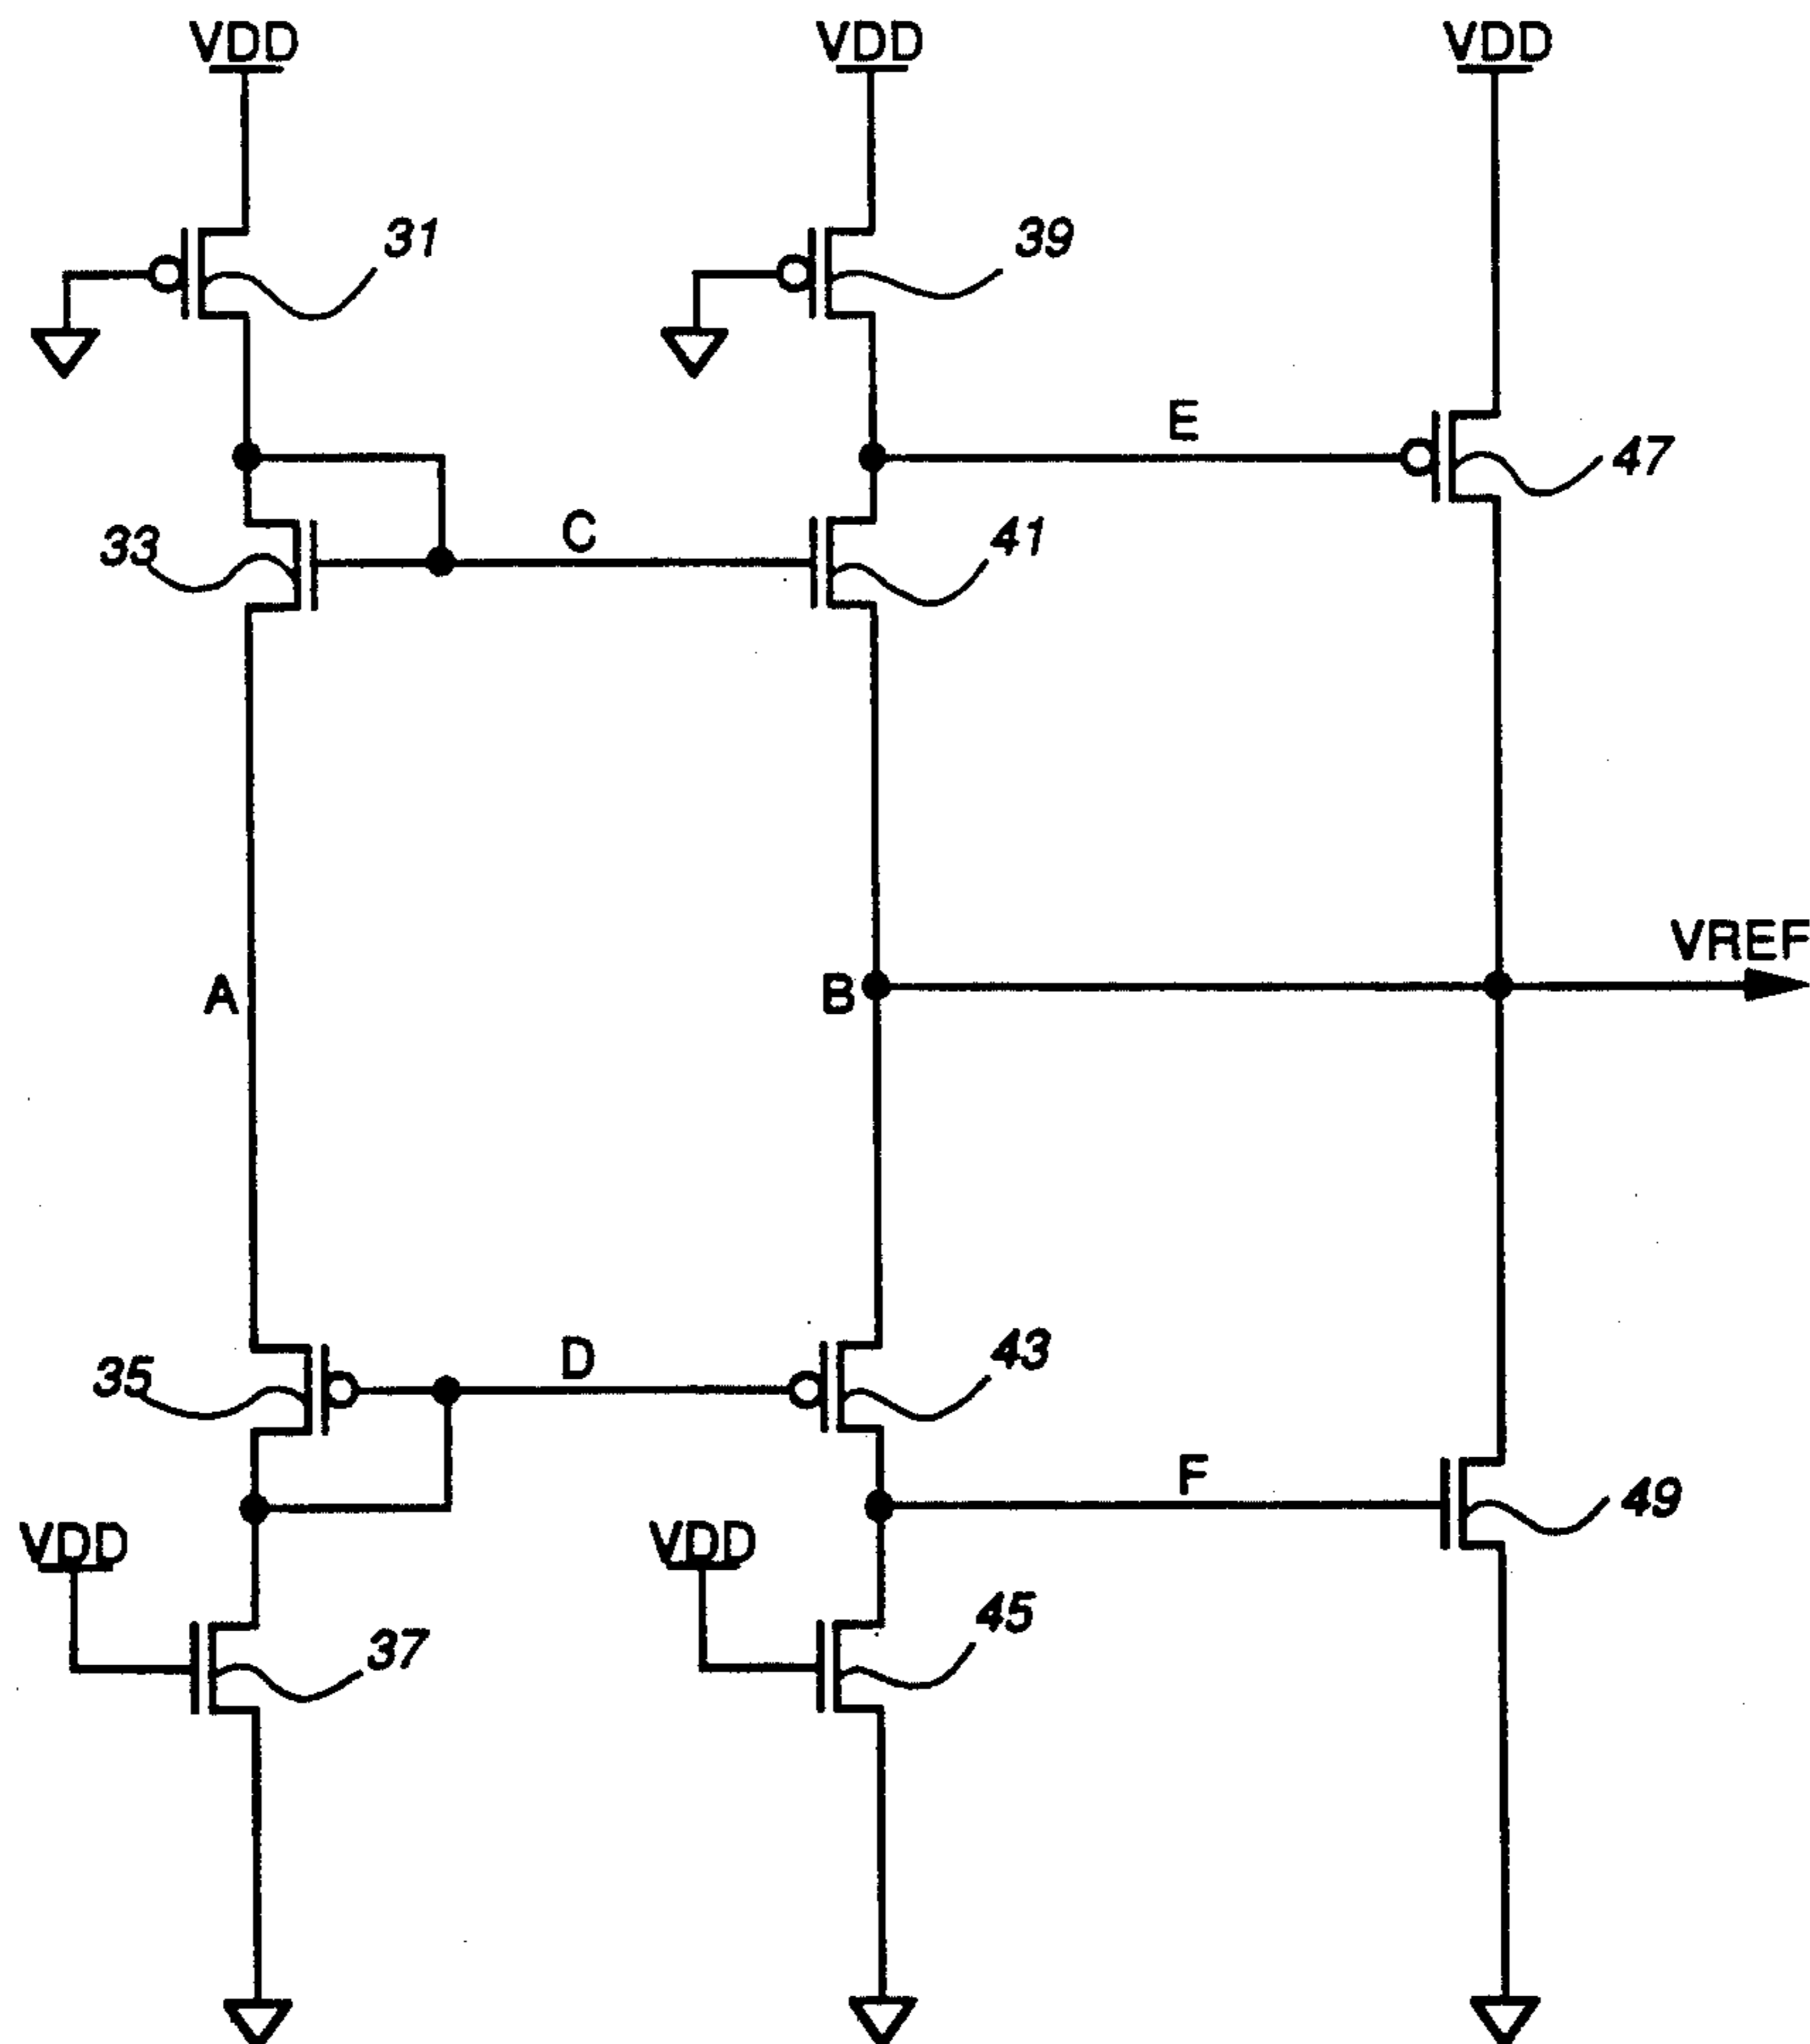 VDD VDD VDD
31 39
E
47
33 C 41
VREF
A B
35 D 43
F
49
VDD VDD
45
37